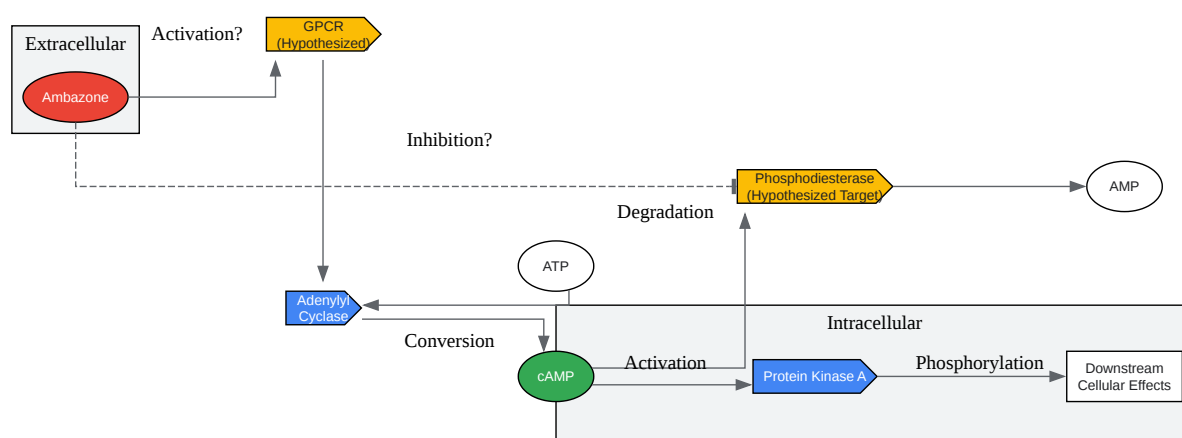 Extracellular
Activation?
GPCR
(Hypothesized)
Ambazone
Inhibition?
Phosphodiesterase
(Hypothesized Target)
AMP
Degradation
ATP
Adenylyl
Cyclase
Conversion
Intracellular
cAMP
Activation
Protein Kinase A
Phosphorylation
Downstream
Cellular Effects